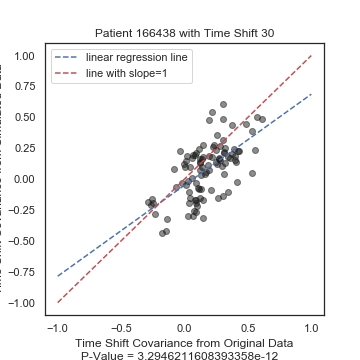 Patient 166438 with Time Shift 30
linear regression line
line with slope=1
1.00
0.75
0.50
0.25
0.00
−0.25
−0.50
−0.75
−1.00
−1.0 −0.5 0.0 0.5 1.0
Time Shift Covariance from Original Data
P-Value = 3.2946211608393358e-12